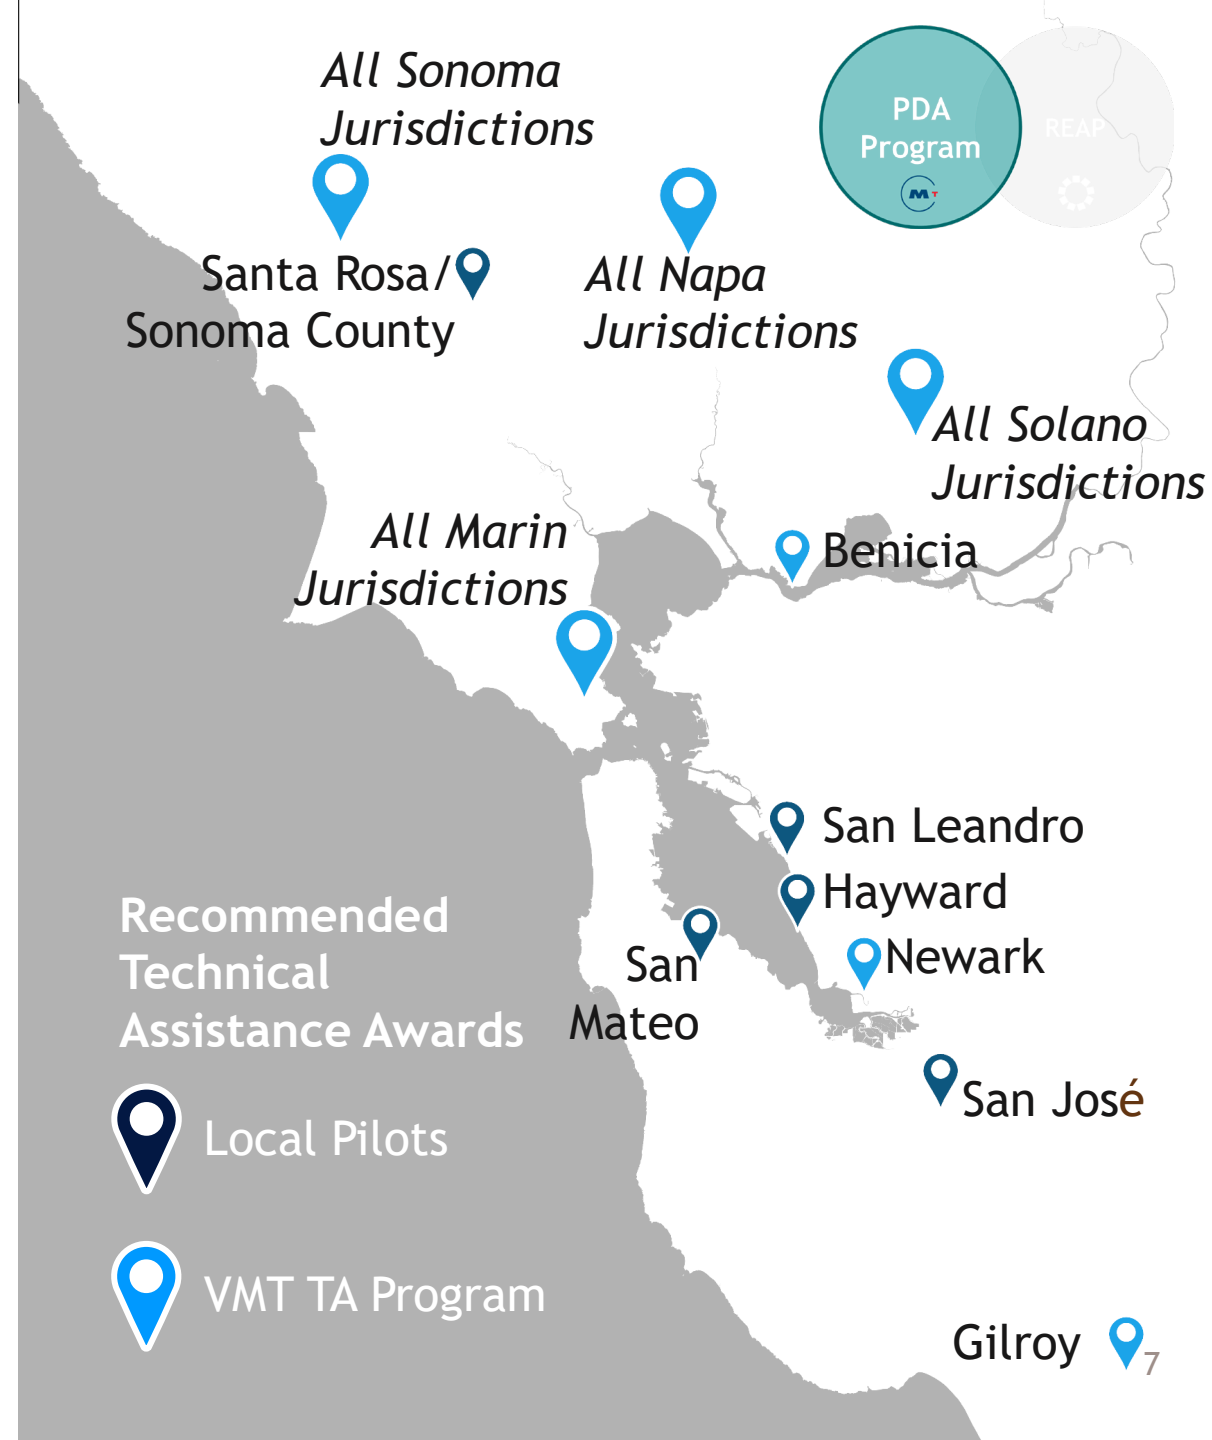 All Sonoma
Jurisdictions
PDA
Program
REAP
M T
Santa Rosa/
Sonoma County
All Napa
Jurisdictions
All Solano
Jurisdictions
All Marin
Jurisdictions
Benicia
San Leandro
Hayward
Newark
San
Mateo
San José
Recommended
Technical
Assistance Awards
Local Pilots
VMT TA Program
Gilroy
7